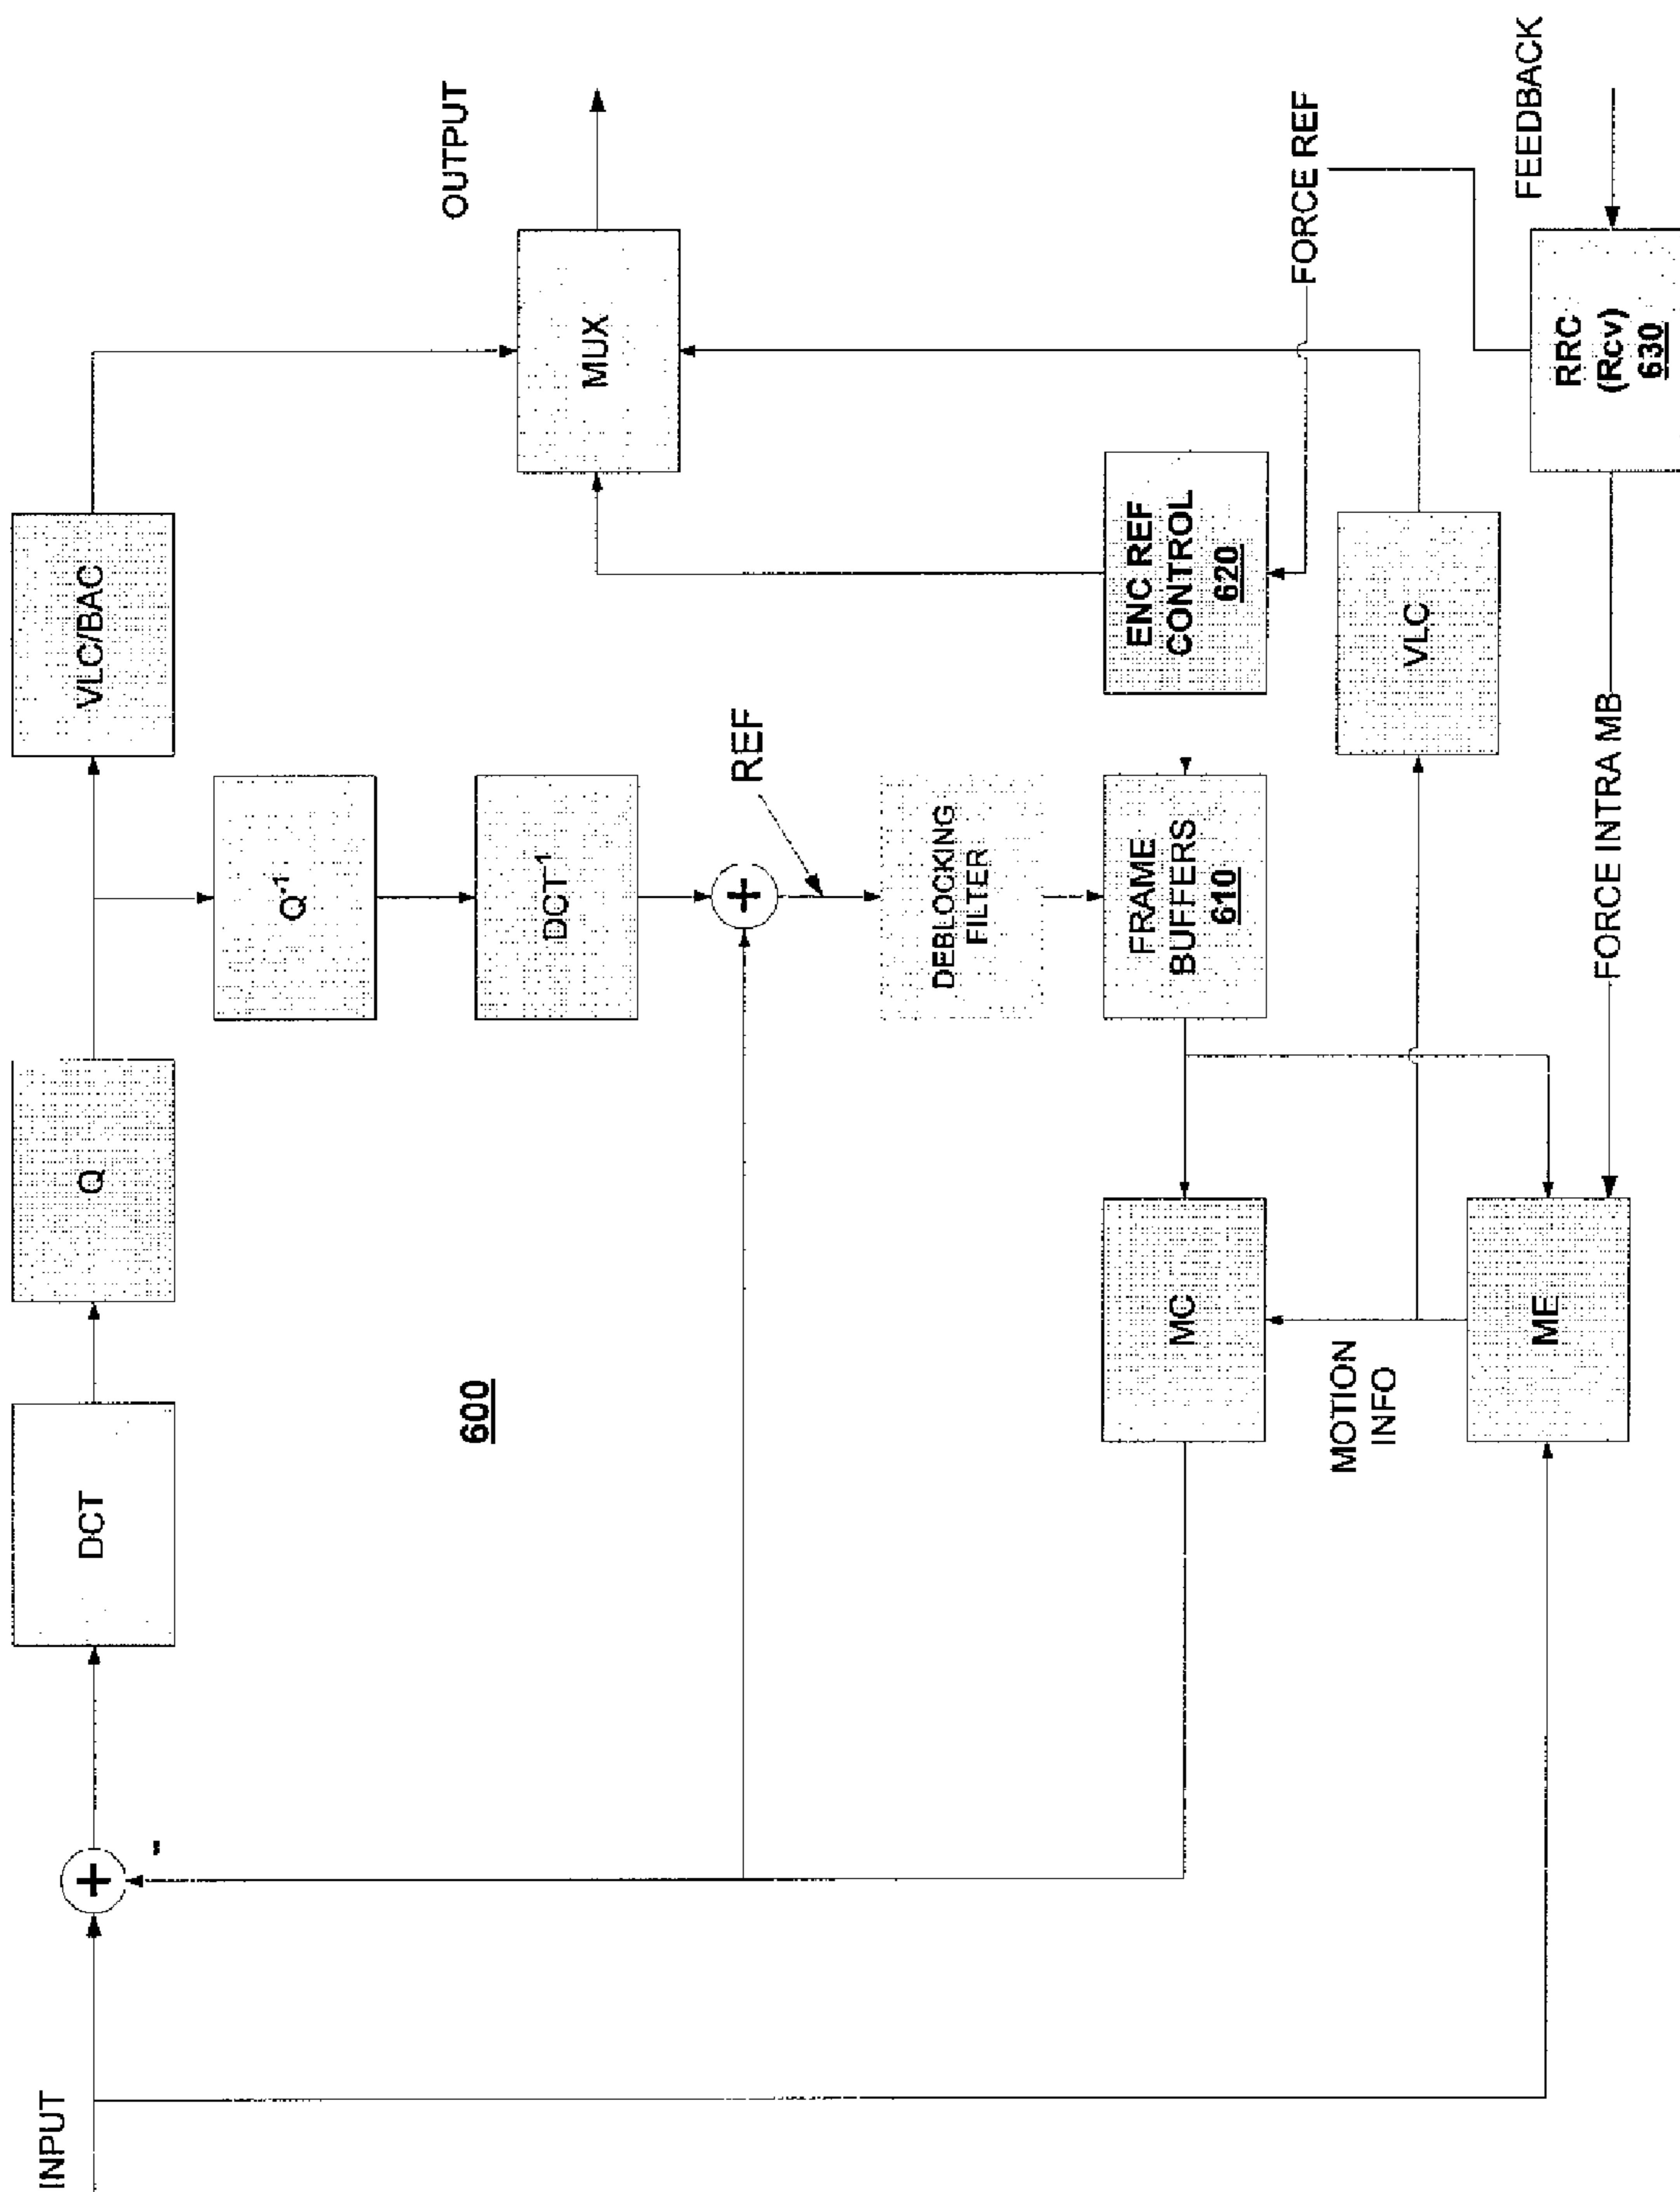 INPUT
-
DCT
Q
VLC/BAC
Q-1
DCT-1
OUTPUT
MUX
600
REF
DEBLOCKING
FILTER
FRAME
BUFFERS
610
ENC REF
CONTROL
620
FORCE REF
MC
MOTION
INFO
ME
VLC
FORCE INTRA MB
RRC
(Rcv)
630
FEEDBACK